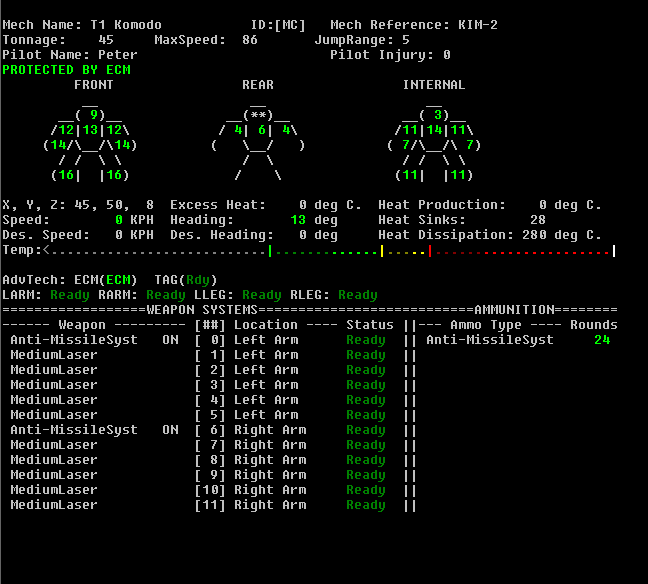 Mech Name: T1 Komodo           ID:[MC]   Mech Reference: KIM-2
Tonnage:    45     MaxSpeed:  86       JumpRange: 5
Pilot Name: Peter                        Pilot Injury: 0
PROTECTED BY ECM
         FRONT                REAR                INTERNAL
          __                   __                    __
       __( 9)__             __(**)__              __( 3)__
      /12|13|12\           / 4| 6| 4\            /11|14|11\
     (14/\__/\14)         (   \__/   )          ( 7/\__/\ 7)
       / /  \ \               /  \                / /  \ \
      (16|  |16)             /    \              (11|  |11)
X, Y, Z: 45, 50,  8  Excess Heat:    0 deg C.  Heat Production:    0 deg C.
Speed:        0 KPH  Heading:       13 deg     Heat Sinks:        28
Des. Speed:   0 KPH  Des. Heading:   0 deg     Heat Dissipation: 280 deg C.
Temp:<...........................|.............|.....|......................|
AdvTech: ECM(ECM)  TAG(Rdy)
LARM: Ready RARM: Ready LLEG: Ready RLEG: Ready
==================WEAPON SYSTEMS===========================AMMUNITION========
------ Weapon --------- [##] Location ---- Status ||--- Ammo Type ---- Rounds
 Anti-MissileSyst   ON  [ 0] Left Arm      Ready  || Anti-MissileSyst     24
 MediumLaser            [ 1] Left Arm      Ready  ||
 MediumLaser            [ 2] Left Arm      Ready  ||
 MediumLaser            [ 3] Left Arm      Ready  ||
 MediumLaser            [ 4] Left Arm      Ready  ||
 MediumLaser            [ 5] Left Arm      Ready  ||
 Anti-MissileSyst   ON  [ 6] Right Arm     Ready  ||
 MediumLaser            [ 7] Right Arm     Ready  ||
 MediumLaser            [ 8] Right Arm     Ready  ||
 MediumLaser            [ 9] Right Arm     Ready  ||
 MediumLaser            [10] Right Arm     Ready  ||
 MediumLaser            [11] Right Arm     Ready  ||